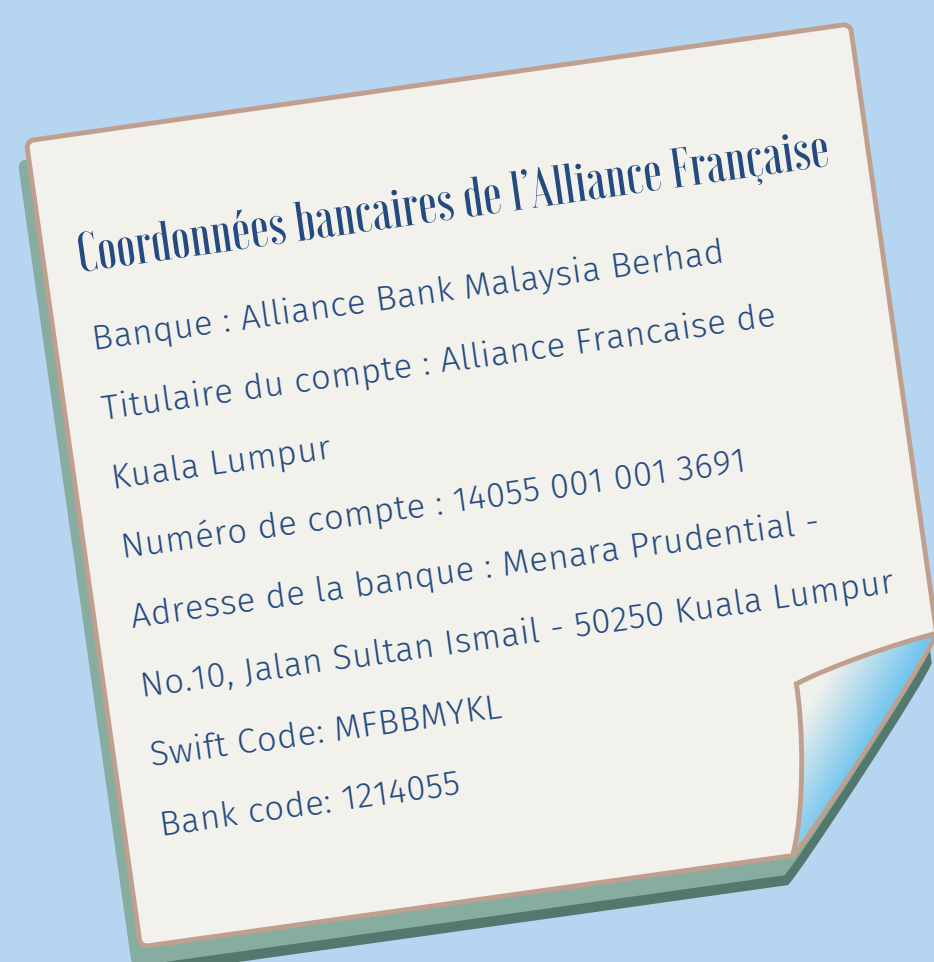 Coordonnées bancaires de l'Alliance Française
Banque : Alliance Bank Malaysia Berhad
Titulaire du compte : Alliance Francaise de
Kuala Lumpur
Numéro de compte : 14055 001 001 3691
Adresse de la banque : Menara Prudential -
No.10, Jalan Sultan Ismail - 50250 Kuala Lumpur
Swift Code: MFBBMYKL
Bank code: 1214055